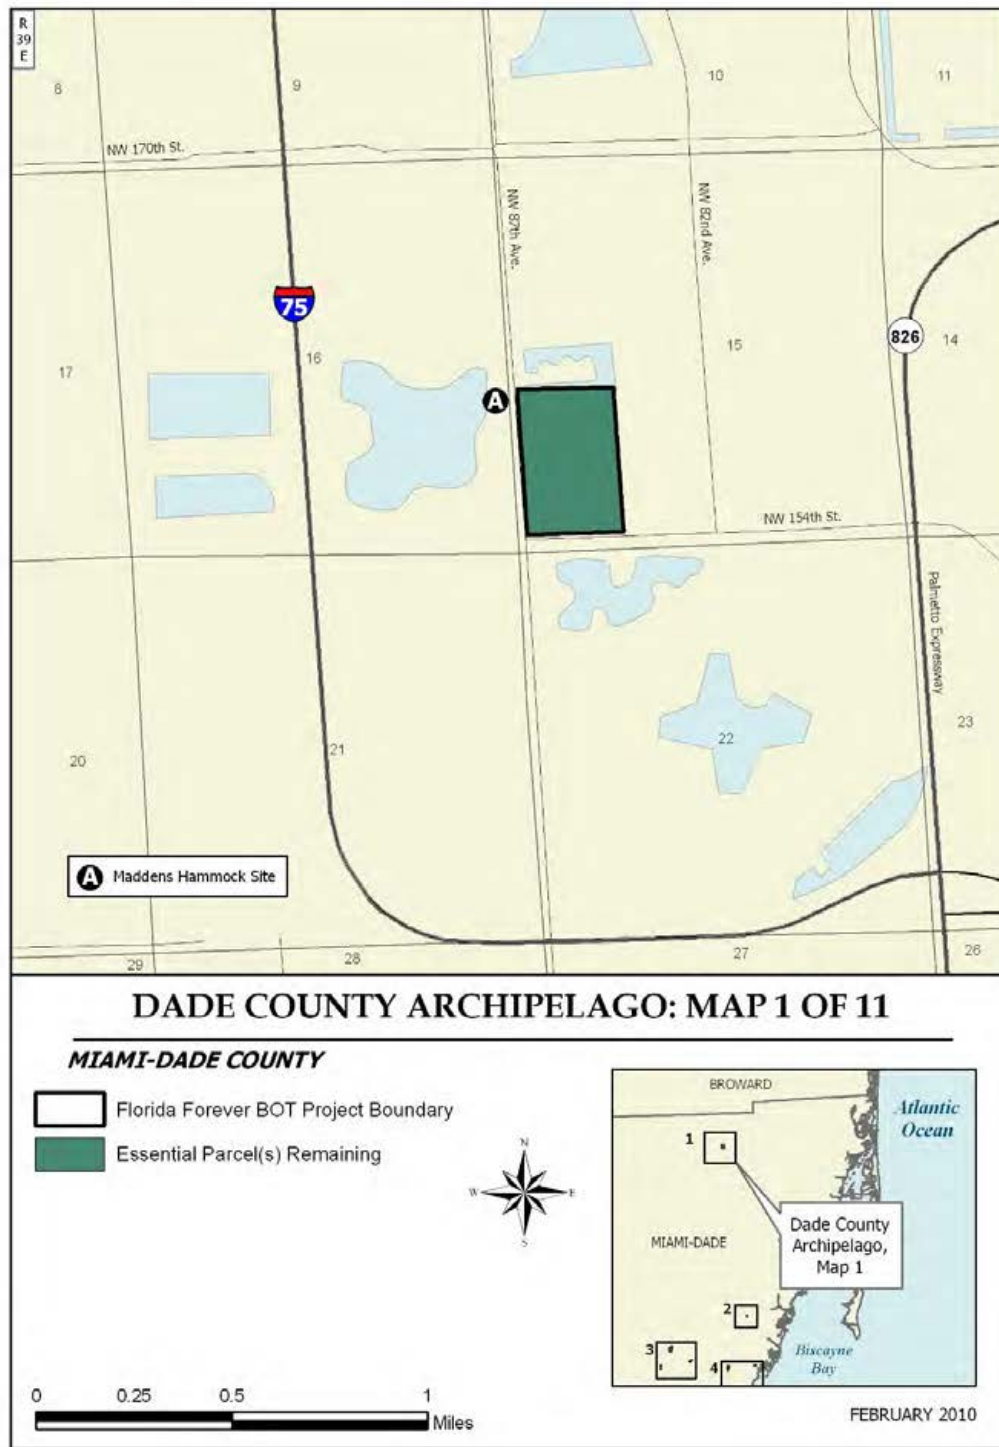 R
39
E
8
9
10
11
NW 170th St.
NW 87th Ave.
NW 82nd Ave.
75
826
14
15
16
17
A
NW 154th St.
Palmetto Expressway
20
21
22
23
A Maddens Hammock Site
29
28
27
26
DADE COUNTY ARCHIPELAGO: MAP 1 OF 11
MIAMI-DADE COUNTY
Florida Forever BOT Project Boundary
Essential Parcel(s) Remaining
N
W
E
S
BROWARD
Atlantic
Ocean
1
MIAMI-DADE
Dade County
Archipelago,
Map 1
2
3
4
Biscayne
Bay
0 0.25 0.5 1
Miles
FEBRUARY 2010